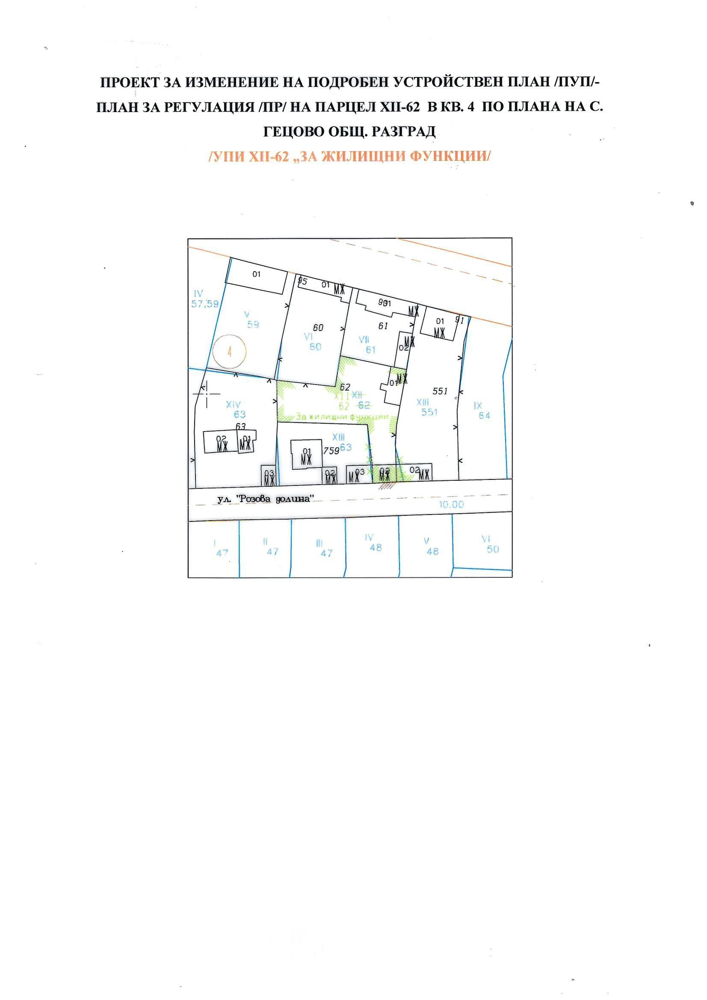 ПРОЕКТ ЗА ИЗМЕНЕНИЕ НА ПОДРОБЕН УСТРОЙСТВЕН ПЛАН /ПУП/-
ПЛАН ЗА РЕГУЛАЦИЯ /ПР/ НА ПАРЦЕЛ XII-62 В КВ. 4 ПО ПЛАНА НА С.
ГЕЦОВО ОБЩ. РАЗГРАД
/УПИ XII-62 „ЗА ЖИЛИЩНИ ФУНКЦИИ/
01
95
01
МЖ
01
МЖ
01
91
МЖ
IV
57,59
V
59
60
VI
60
61
VII
61
МЖ
02
4
62
01
МЖ
XII
62
XII
62
За жилищни функции
551
XIII
551
IX
64
XIV
63
63
02
МЖ
01
МЖ
03
МЖ
XIII
63
759
01
МЖ
02
МЖ
03
МЖ
02
МЖ
02
МЖ
ул. "Розова долина"
10.00
I
47
II
47
III
47
IV
48
V
48
VI
50